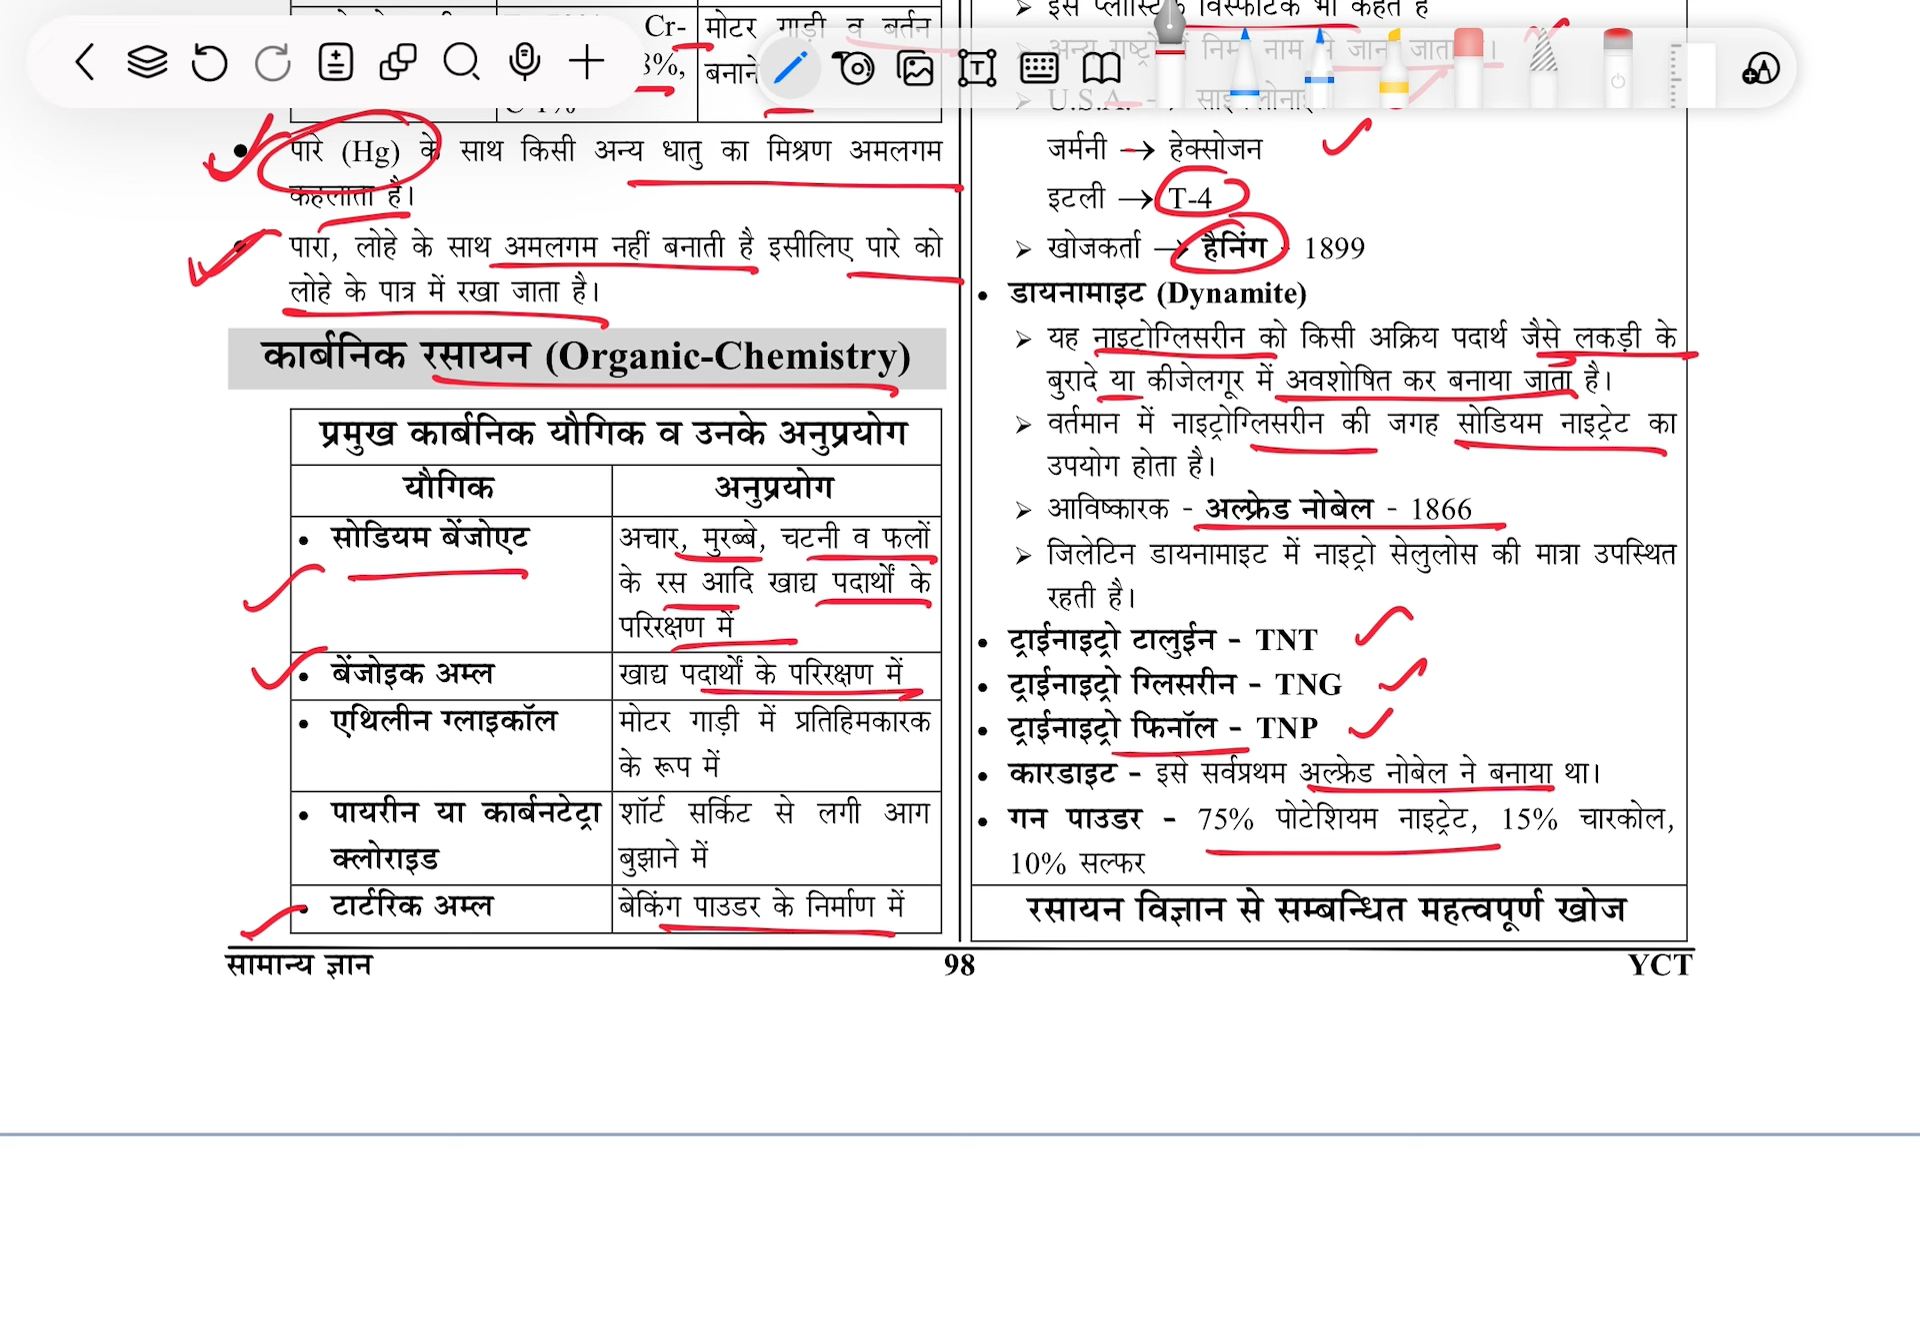 Cr-
मोटर गाड़ी व बर्तन
3%,
बनाने
C-1%
• पारे (Hg) के साथ किसी अन्य धातु का मिश्रण अमलगम
कहलाता है।
• पारा, लोहे के साथ अमलगम नहीं बनाती है इसीलिए पारे को
लोहे के पात्र में रखा जाता है।
कार्बनिक रसायन (Organic-Chemistry)
प्रमुख कार्बनिक यौगिक व उनके अनुप्रयोग
यौगिक अनुप्रयोग
• सोडियम बेंजोएट अचार, मुरब्बे, चटनी व फलों
के रस आदि खाद्य पदार्थों के
परिरक्षण में
• बेंजोइक अम्ल खाद्य पदार्थों के परिरक्षण में
• एथिलीन ग्लाइकॉल मोटर गाड़ी में प्रतिहिमकारक
के रूप में
• पायरीन या कार्बनटेट्रा शॉर्ट सर्किट से लगी आग
क्लोराइड बुझाने में
• टार्टरिक अम्ल बेकिंग पाउडर के निर्माण में
➢ इसे प्लास्टिक विस्फोटक भी कहते हैं
➢ अन्य राष्ट्रों निम्न नाम जाना जाता
➢ U.S.A. -
जर्मनी → हेक्सोजन
इटली → T-4
➢ खोजकर्ता → हैनिंग - 1899
• डायनामाइट (Dynamite)
➢ यह नाइट्रोग्लिसरीन को किसी अक्रिय पदार्थ जैसे लकड़ी के
बुरादे या कीजेलगूर में अवशोषित कर बनाया जाता है।
➢ वर्तमान में नाइट्रोग्लिसरीन की जगह सोडियम नाइट्रेट का
उपयोग होता है।
➢ आविष्कारक - अल्फ्रेड नोबेल - 1866
➢ जिलेटिन डायनामाइट में नाइट्रो सेलुलोस की मात्रा उपस्थित
रहती है।
• ट्राईनाइट्रो टालुईन - TNT
• ट्राईनाइट्रो ग्लिसरीन - TNG
• ट्राईनाइट्रो फिनॉल - TNP
• कारडाइट - इसे सर्वप्रथम अल्फ्रेड नोबेल ने बनाया था।
• गन पाउडर - 75% पोटेशियम नाइट्रेट, 15% चारकोल,
10% सल्फर
रसायन विज्ञान से सम्बन्धित महत्वपूर्ण खोज
सामान्य ज्ञान 98 YCT